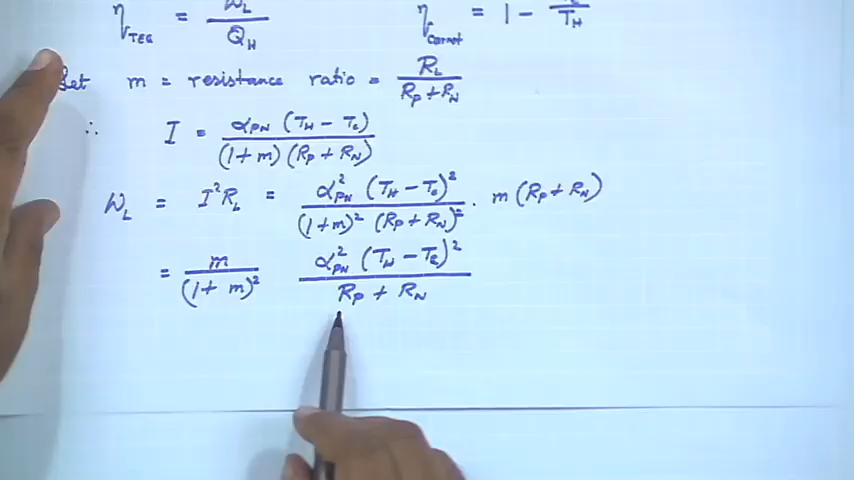 η_TEG = W_L / Q_H    η_Carnot = 1 - T_c / T_H
Let m = resistance ratio = R_L / (R_P + R_N)
∴ I = α_PN (T_H - T_c) / (1+m)(R_P + R_N)
W_L = I²R_L = α²_PN (T_H - T_c)² / (1+m)² (R_P + R_N)² . m(R_P + R_N)
= m / (1 + m)² α²_PN (T_H - T_c)² / R_P + R_N